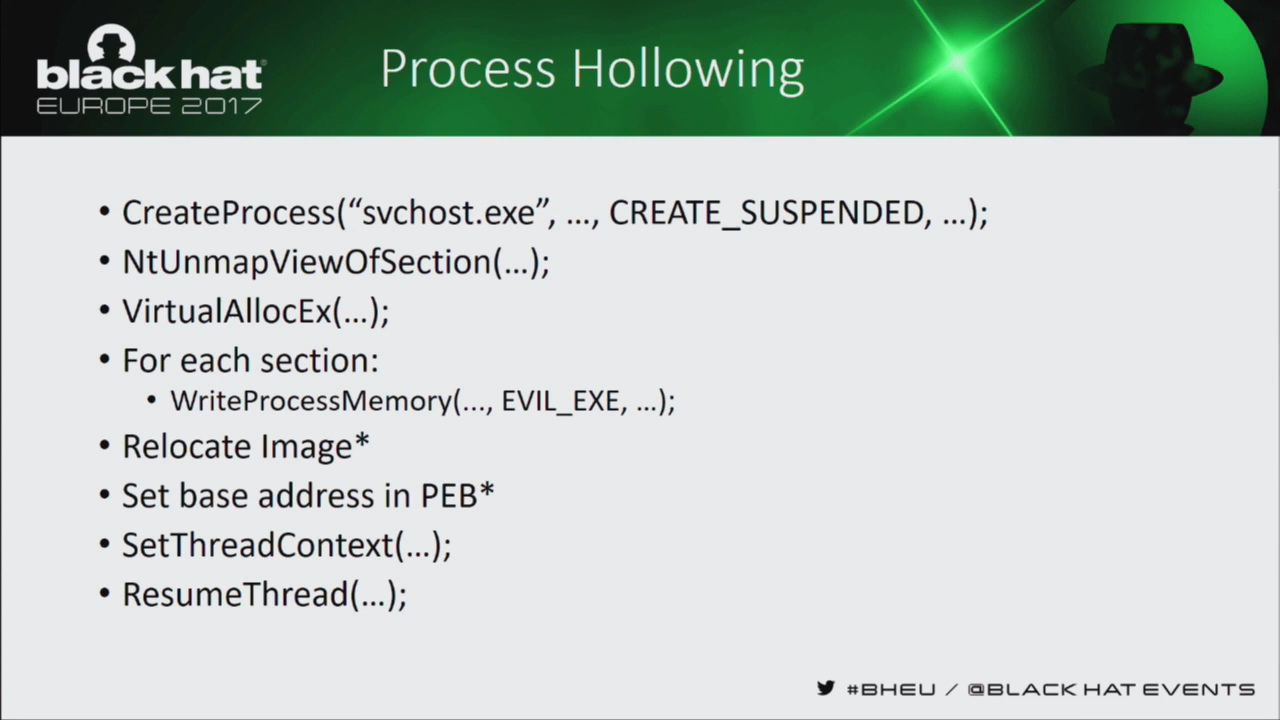 black hat
EUROPE 2017
Process Hollowing
• CreateProcess(“svchost.exe”, …, CREATE_SUSPENDED, …);
• NtUnmapViewOfSection(…);
• VirtualAllocEx(…);
• For each section:
• WriteProcessMemory(…, EVIL_EXE, …);
• Relocate Image*
• Set base address in PEB*
• SetThreadContext(…);
• ResumeThread(…);
#BHEU / @BLACK HAT EVENTS